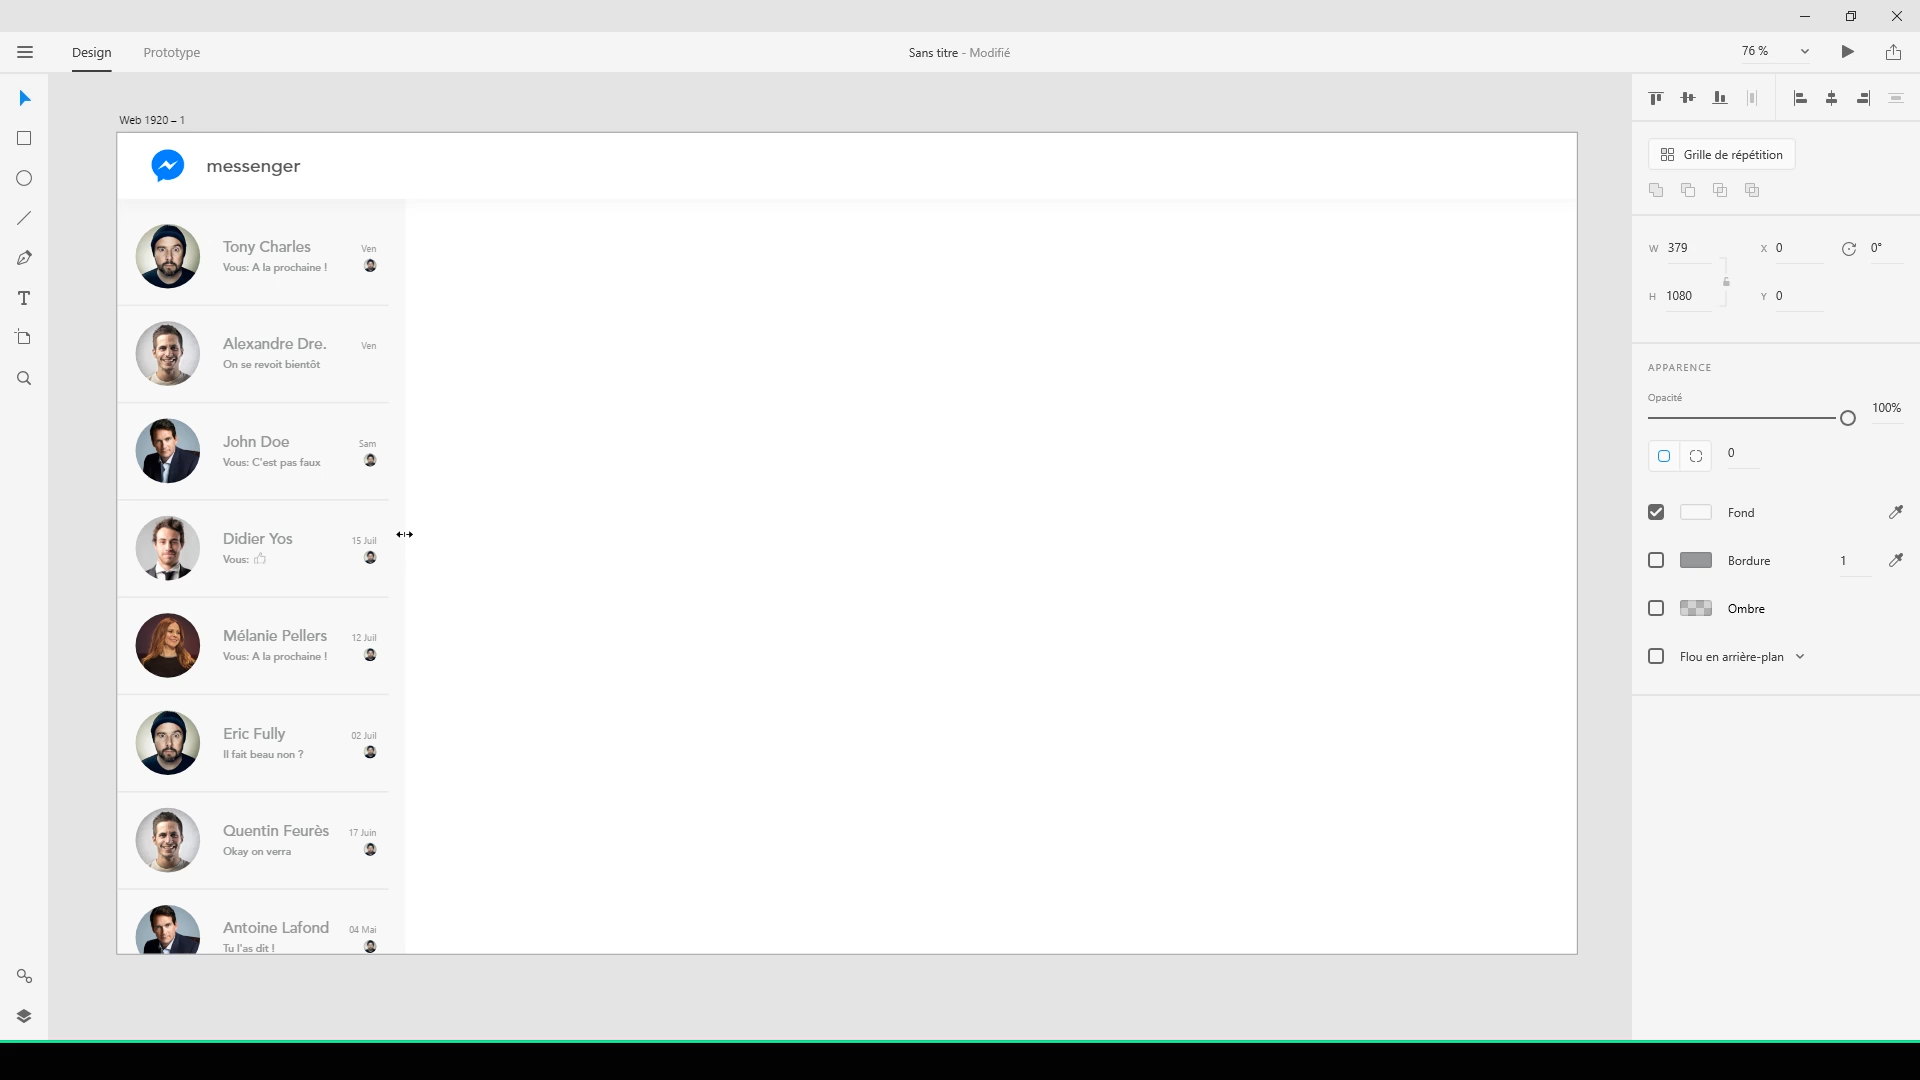 Design
Prototype
Sans titre - Modifié
76 %
Web 1920 – 1
messenger
Tony Charles
Ven
Vous: A la prochaine !
Alexandre Dre.
Ven
On se revoit bientôt
John Doe
Sam
Vous: C'est pas faux
Didier Yos
15 Juil
Vous:
Mélanie Pellers
12 Juil
Vous: A la prochaine !
Eric Fully
02 Juil
Il fait beau non ?
Quentin Feurès
17 Juin
Okay on verra
Antoine Lafond
04 Mai
Tu l'as dit !
Grille de répétition
W 379
X 0
0°
H 1080
Y 0
APPARENCE
Opacité
100%
0
Fond
Bordure
1
Ombre
Flou en arrière-plan